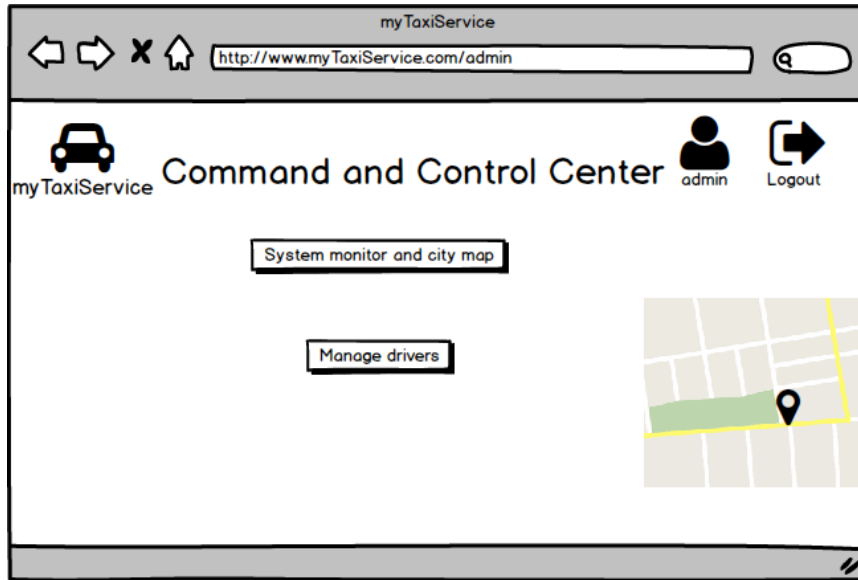 myTaxiService
http://www.myTaxiService.com/admin
myTaxiService
Command and Control Center
admin
Logout
System monitor and city map
Manage drivers